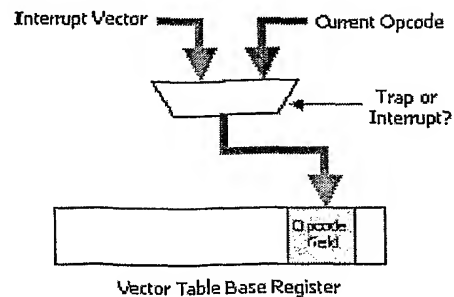 Interrupt Vector
Current Opcode
Trap or
Interrupt?
Opcode
Field
Vector Table Base Register